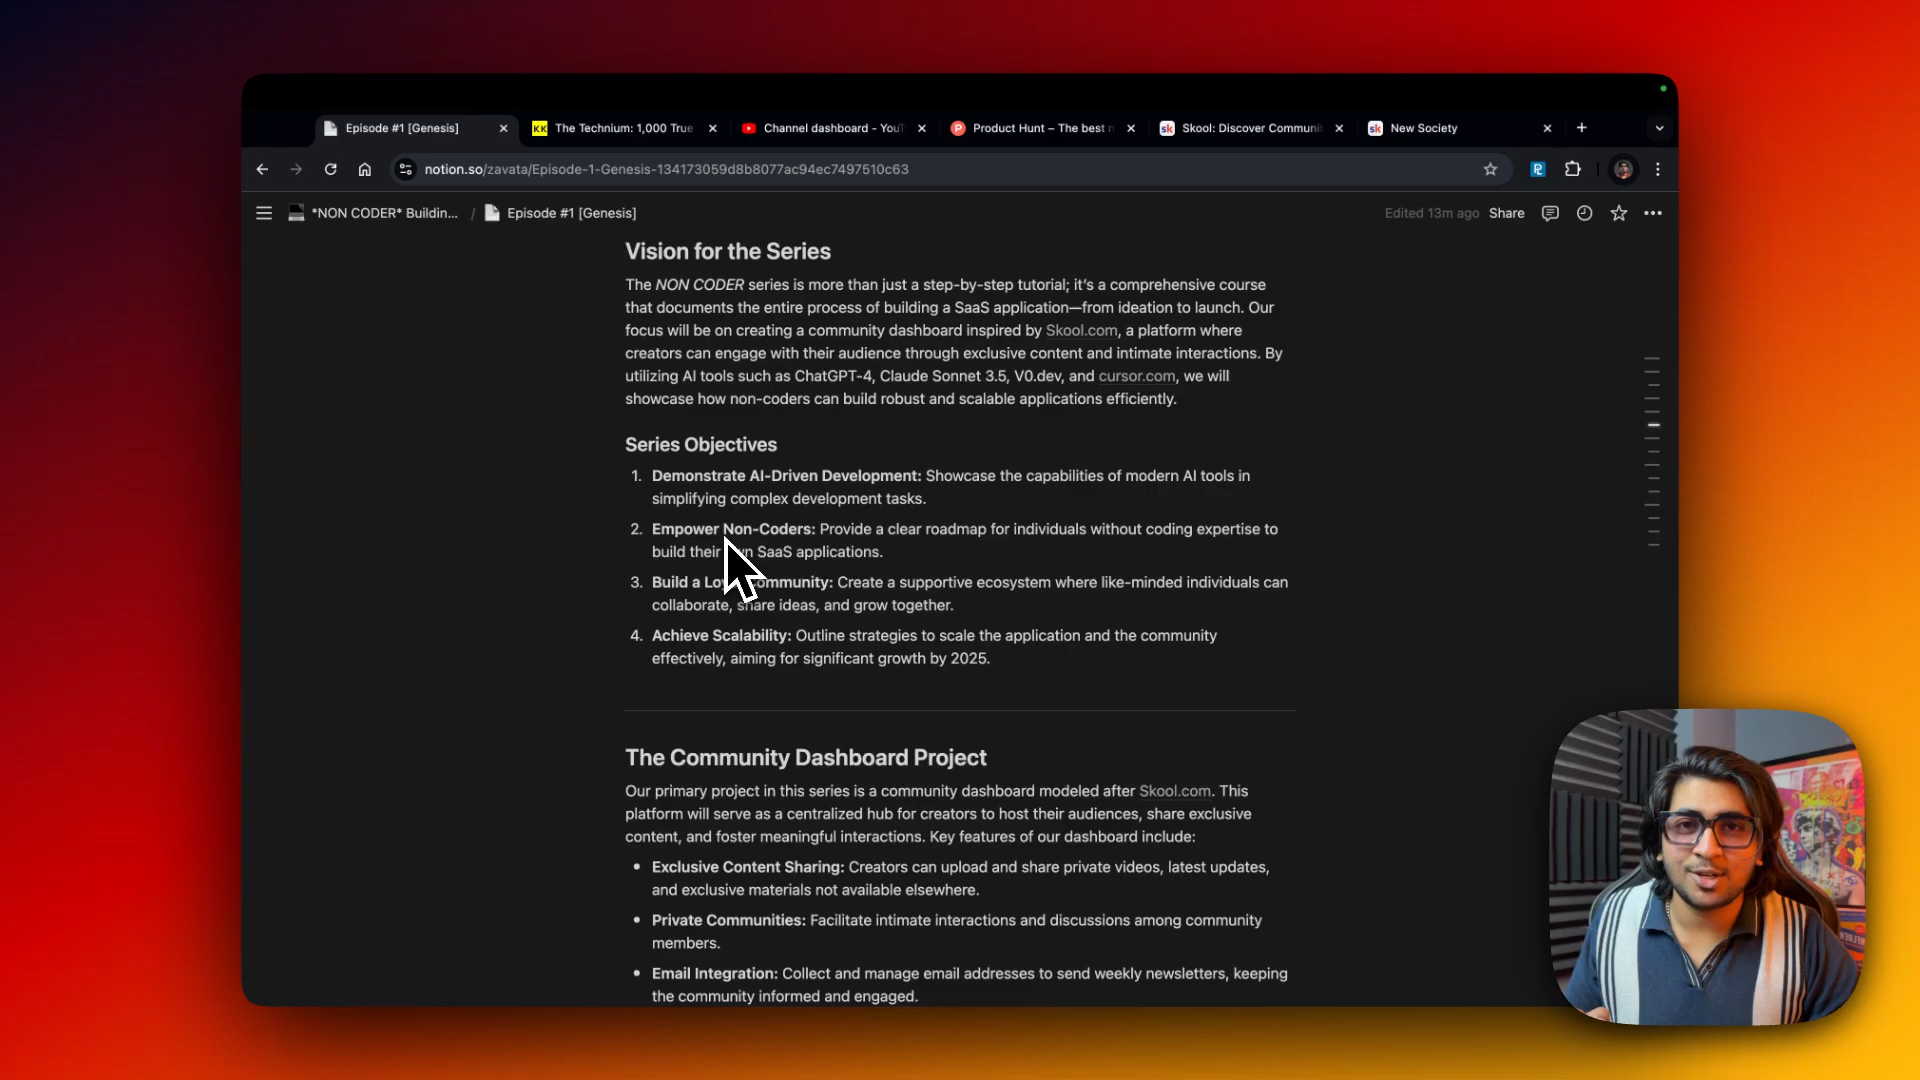 Episode #1 [Genesis]
KK
The Technium: 1,000 True
Channel dashboard - YouT
Product Hunt – The best n
sk
Skool: Discover Communi
sk
New Society
notion.so/zavata/Episode-1-Genesis-134173059d8b8077ac94ec7497510c63
*NON CODER* Buildin...
/
Episode #1 [Genesis]
Edited 13m ago
Share
Vision for the Series
The NON CODER series is more than just a step-by-step tutorial; it's a comprehensive course
that documents the entire process of building a SaaS application—from ideation to launch. Our
focus will be on creating a community dashboard inspired by Skool.com, a platform where
creators can engage with their audience through exclusive content and intimate interactions. By
utilizing AI tools such as ChatGPT-4, Claude Sonnet 3.5, V0.dev, and cursor.com, we will
showcase how non-coders can build robust and scalable applications efficiently.
Series Objectives
1. Demonstrate AI-Driven Development: Showcase the capabilities of modern AI tools in
simplifying complex development tasks.
2. Empower Non-Coders: Provide a clear roadmap for individuals without coding expertise to
build their own SaaS applications.
3. Build a Loyal Community: Create a supportive ecosystem where like-minded individuals can
collaborate, share ideas, and grow together.
4. Achieve Scalability: Outline strategies to scale the application and the community
effectively, aiming for significant growth by 2025.
The Community Dashboard Project
Our primary project in this series is a community dashboard modeled after Skool.com. This
platform will serve as a centralized hub for creators to host their audiences, share exclusive
content, and foster meaningful interactions. Key features of our dashboard include:
• Exclusive Content Sharing: Creators can upload and share private videos, latest updates,
and exclusive materials not available elsewhere.
• Private Communities: Facilitate intimate interactions and discussions among community
members.
• Email Integration: Collect and manage email addresses to send weekly newsletters, keeping
the community informed and engaged.